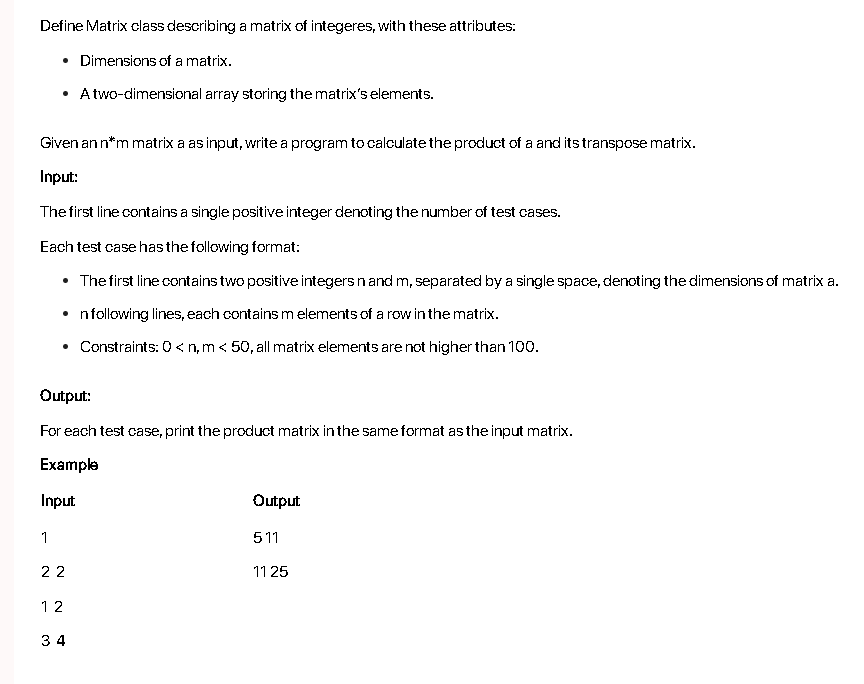 Define Matrix class describing a matrix of integeres, with these attributes:
• Dimensions of a matrix.
• A two-dimensional array storing the matrix's elements.
Given an n*m matrix a as input, write a program to calculate the product of a and its transpose matrix.
Input:
The first line contains a single positive integer denoting the number of test cases.
Each test case has the following format:
• The first line contains two positive integers n and m, separated by a single space, denoting the dimensions of matrix a.
• n following lines, each contains m elements of a row in the matrix.
• Constraints: 0 < n, m < 50, all matrix elements are not higher than 100.
Output:
For each test case, print the product matrix in the same format as the input matrix.
Example
Input Output
1 5 11
2 2 11 25
1 2
3 4